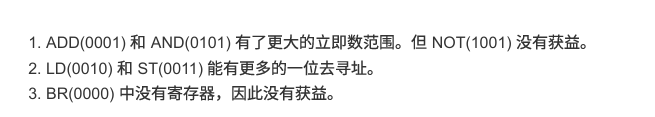 1. ADD(0001) 和 AND(0101) 有了更大的立即数范围。但 NOT(1001) 没有获益。
2. LD(0010) 和 ST(0011) 能有更多的一位去寻址。
3. BR(0000) 中没有寄存器，因此没有获益。